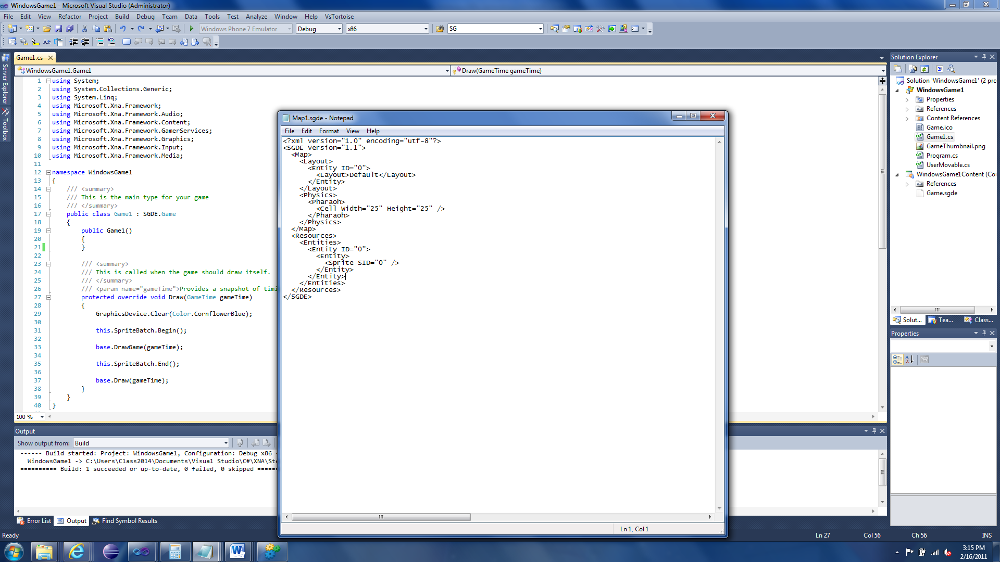 WindowsGame1 - Microsoft Visual Studio (Administrator)
File Edit View Refactor Project Build Debug Team Data Tools Test Analyze Window Help VsTortoise
Windows Phone 7 Emulator Debug x86 SG
Server Explorer
Toolbox
Game1.cs
WindowsGame1.Game1
Draw(GameTime gameTime)
1 using System;
2 using System.Collections.Generic;
3 using System.Linq;
4 using Microsoft.Xna.Framework;
5 using Microsoft.Xna.Framework.Audio;
6 using Microsoft.Xna.Framework.Content;
7 using Microsoft.Xna.Framework.GamerServices;
8 using Microsoft.Xna.Framework.Graphics;
9 using Microsoft.Xna.Framework.Input;
10 using Microsoft.Xna.Framework.Media;
11
12 namespace WindowsGame1
13 {
14 /// <summary>
15 /// This is the main type for your game
16 /// </summary>
17 public class Game1 : SGDE.Game
18 {
19 public Game1()
20 {
21 }
22
23 /// <summary>
24 /// This is called when the game should draw itself.
25 /// </summary>
26 /// <param name="gameTime">Provides a snapshot of timi
27 protected override void Draw(GameTime gameTime)
28 {
29 GraphicsDevice.Clear(Color.CornflowerBlue);
30
31 this.SpriteBatch.Begin();
32
33 base.DrawGame(gameTime);
34
35 this.SpriteBatch.End();
36
37 base.Draw(gameTime);
38 }
39 }
40 }
100 %
Map1.sgde - Notepad
File Edit Format View Help
<?xml version="1.0" encoding="utf-8"?>
<SGDE Version="1.1">
<Map>
<Layout>
<Entity ID="0">
<Layout>Default</Layout>
</Entity>
</Layout>
<Physics>
<Pharaoh>
<Cell Width="25" Height="25" />
</Pharaoh>
</Physics>
</Map>
<Resources>
<Entities>
<Entity ID="0">
<Entity>
<Sprite SID="0" />
</Entity>
</Entity>
</Entities>
</Resources>
</SGDE>
Ln 1, Col 1
Solution Explorer
Solution 'WindowsGame1' (2 pro
WindowsGame1
Properties
References
Content References
Game.ico
Game1.cs
GameThumbnail.png
Program.cs
UserMovable.cs
WindowsGame1Content (Co
References
Game.sgde
Solut... Tea... Class...
Properties
Output
Show output from: Build
------ Build started: Project: WindowsGame1, Configuration: Debug x86 -
WindowsGame1 -> C:\Users\Class2014\Documents\Visual Studio\C#\XNA\Ste
========== Build: 1 succeeded or up-to-date, 0 failed, 0 skipped =====
Error List Output Find Symbol Results
Ready Ln 27 Col 56 Ch 56 INS
3:15 PM
2/16/2011